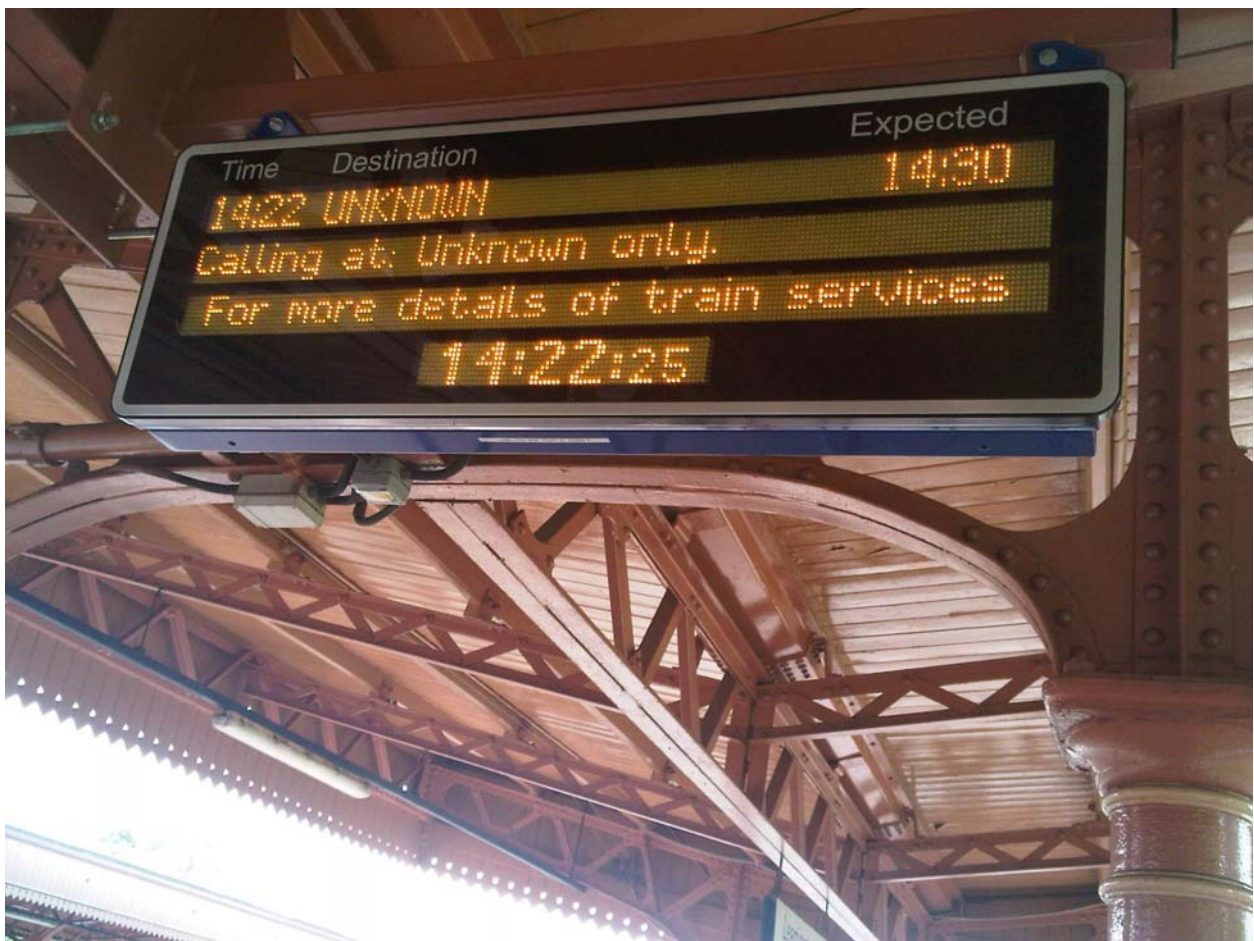 Time Destination Expected
14:22 UNKNOWN 14:30
Calling at: Unknown only.
For more details of train services
14:22:25